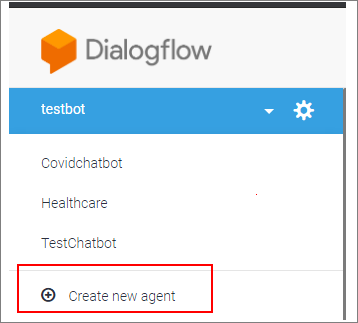 Dialogflow
testbot
Covidchatbot
Healthcare
TestChatbot
Create new agent